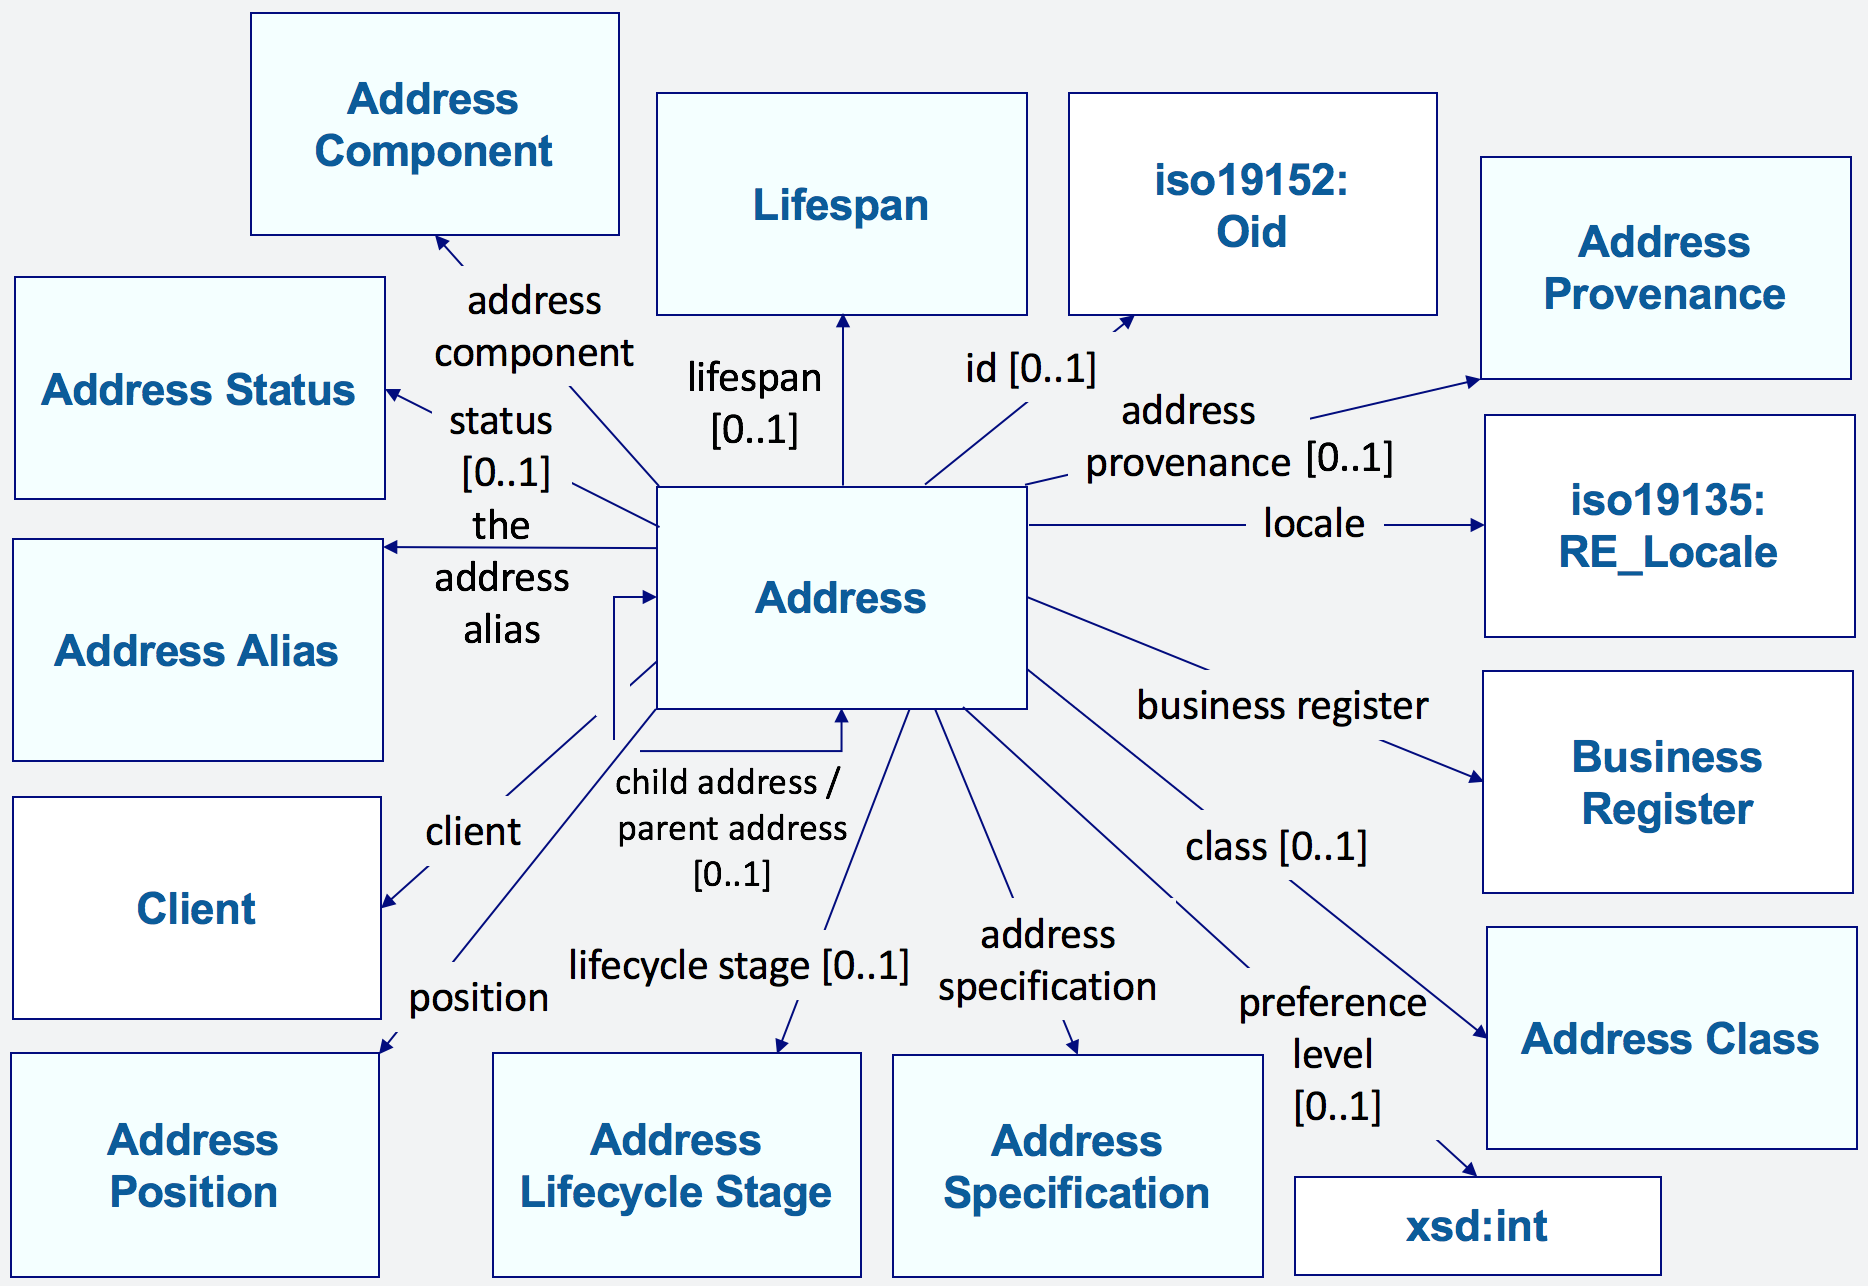 Address
Component
Lifespan
iso19152:
Oid
Address
Provenance
address
component
Address Status
status
[0..1]
lifespan
[0..1]
id [0..1]
address
provenance [0..1]
iso19135:
RE_Locale
locale
the
address
alias
Address Alias
Address
business register
Business
Register
child address /
parent address
[0..1]
client
Client
class [0..1]
position
lifecycle stage [0..1]
address
specification
preference
level
[0..1]
Address Class
Address
Position
Address
Lifecycle Stage
Address
Specification
xsd:int